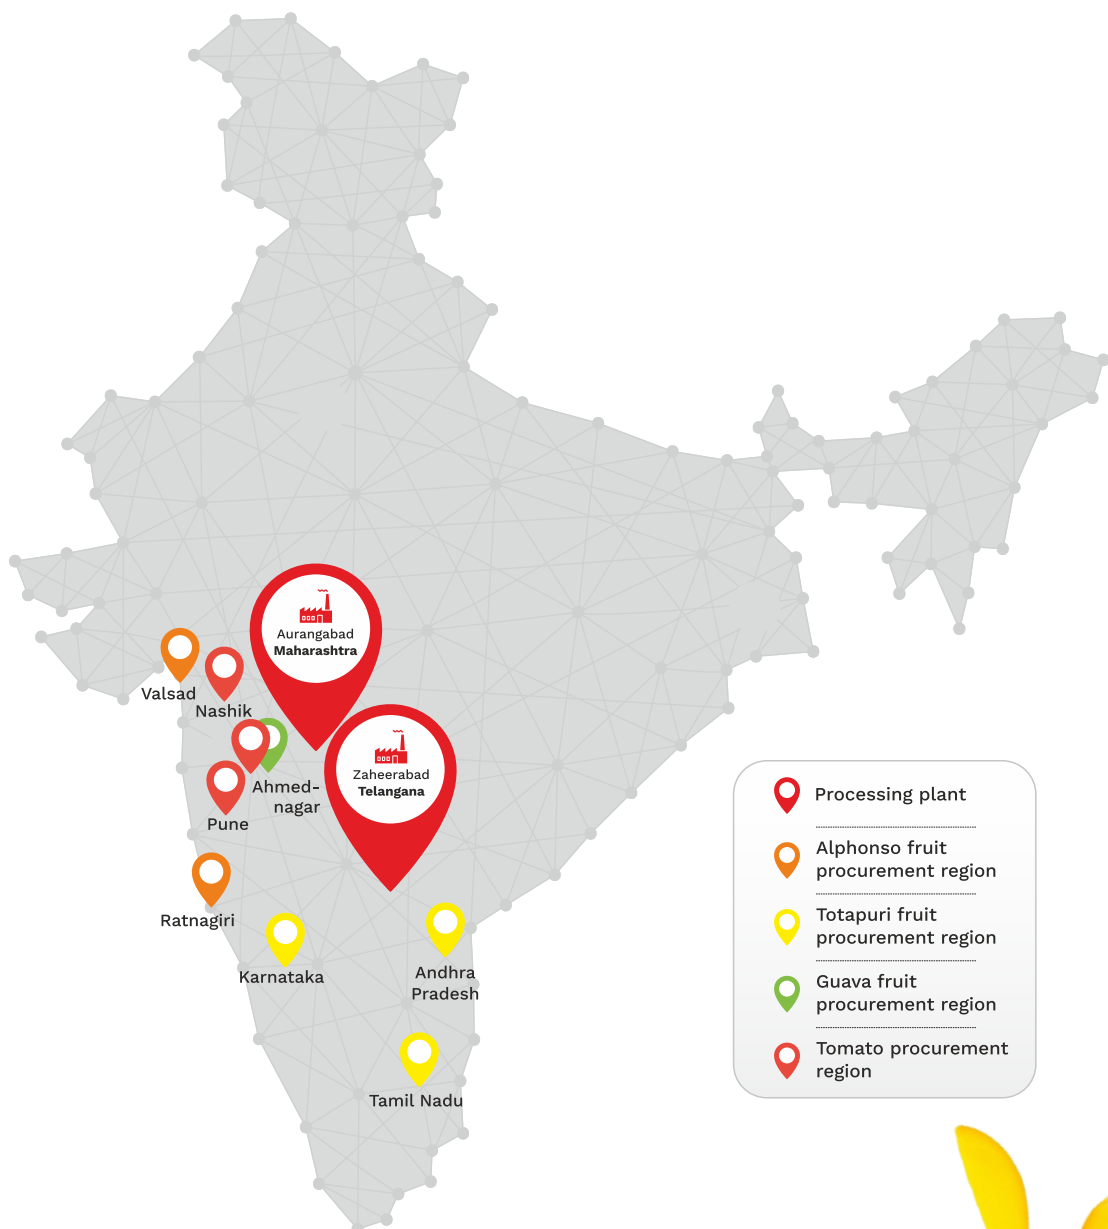 Aurangabad
Maharashtra
Valsad
Nashik
Zaheerabad
Telangana
Ahmed-
nagar
Pune
Ratnagiri
Karnataka
Andhra
Pradesh
Tamil Nadu
Processing plant
Alphonso fruit
procurement region
Totapuri fruit
procurement region
Guava fruit
procurement region
Tomato procurement
region